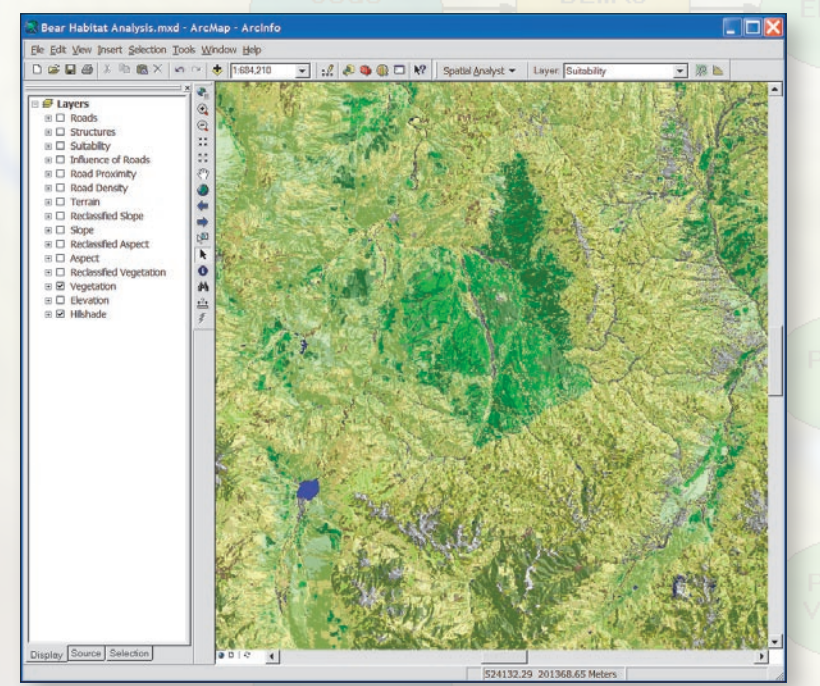 Bear Habitat Analysis.mxd - ArcMap - ArcInfo
File Edit View Insert Selection Tools Window Help
1:684,210 Spatial Analyst Layer: Suitability
Layers
Roads
Structures
Suitability
Influence of Roads
Road Proximity
Road Density
Terrain
Reclassified Slope
Slope
Reclassified Aspect
Aspect
Reclassified Vegetation
Vegetation
Elevation
Hillshade
Display Source Selection
524132.29 201368.65 Meters